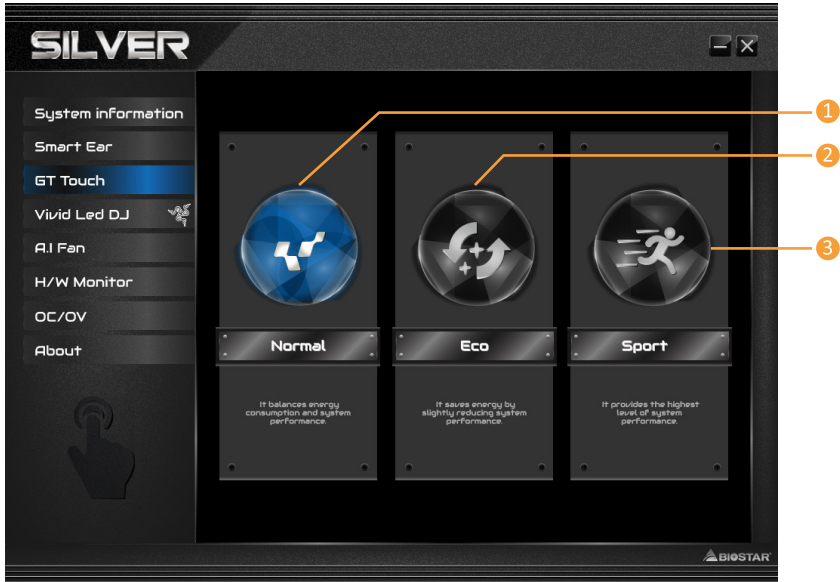 SILVER
System information
1
Smart Ear
2
GT Touch
Vivid Led DJ
A.I Fan
3
H/W Monitor
OC/OV
About
Normal
Eco
Sport
It balances energy
consumption and system
performance.
It saves energy by
slightly reducing system
performance.
It provides the highest
level of system
performance.
BIOSTAR